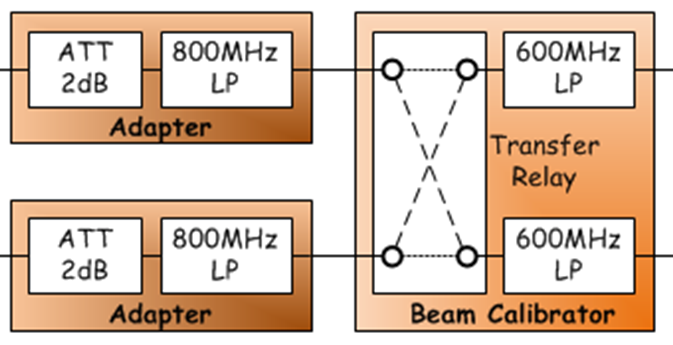 ATT
2dB
800MHz
LP
Adapter
600MHz
LP
Transfer
Relay
ATT
2dB
800MHz
LP
Adapter
600MHz
LP
Beam Calibrator